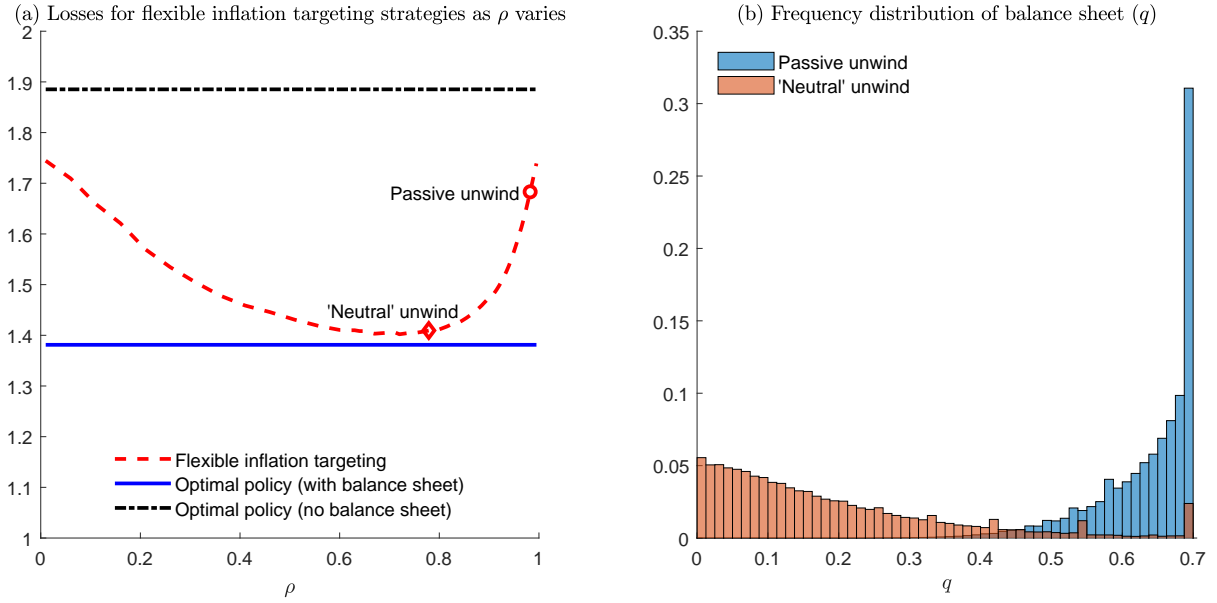 (a) Losses for flexible inflation targeting strategies as ρ varies
2
1.9
1.8
1.7
1.6
1.5
1.4
1.3
1.2
1.1
1
Passive unwind
'Neutral' unwind
Flexible inflation targeting
Optimal policy (with balance sheet)
Optimal policy (no balance sheet)
0 0.2 0.4 0.6 0.8 1
ρ
(b) Frequency distribution of balance sheet (q)
0.35
0.3
0.25
0.2
0.15
0.1
0.05
0
Passive unwind
'Neutral' unwind
0 0.1 0.2 0.3 0.4 0.5 0.6 0.7
q